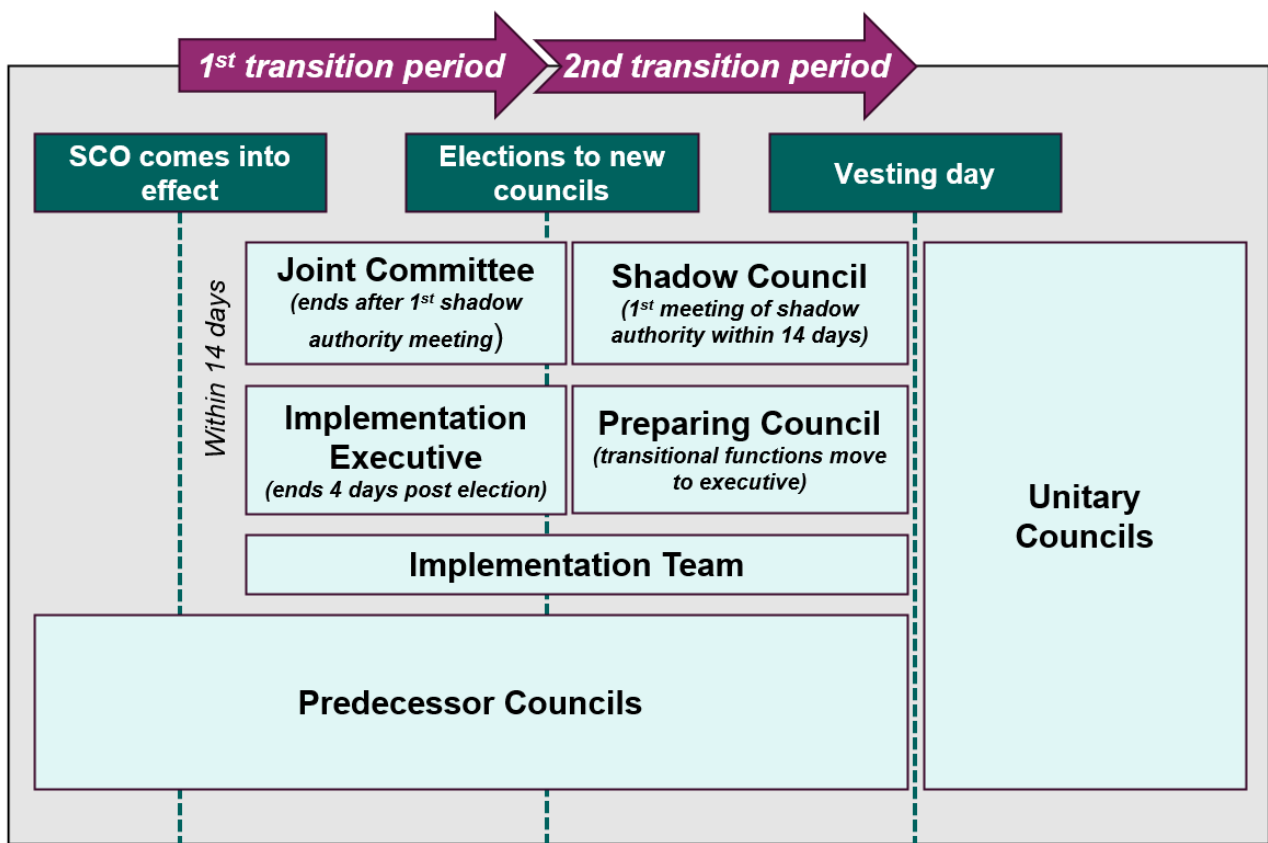 1st transition period
2nd transition period
SCO comes into
effect
Elections to new
councils
Vesting day
Within 14 days
Joint Committee
(ends after 1st shadow
authority meeting)
Shadow Council
(1st meeting of shadow
authority within 14 days)
Implementation
Executive
(ends 4 days post election)
Preparing Council
(transitional functions move
to executive)
Unitary
Councils
Implementation Team
Predecessor Councils